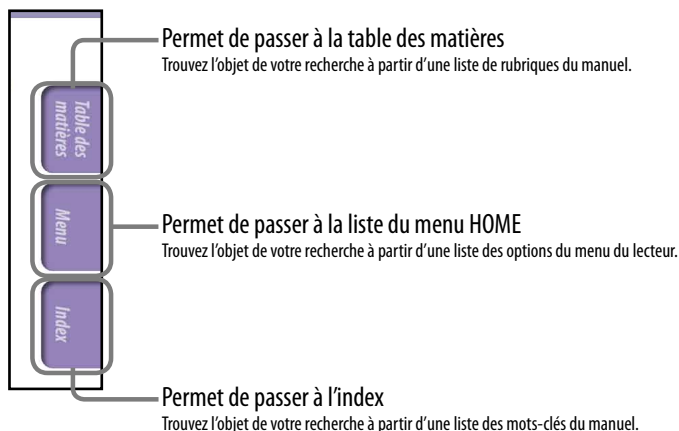 Permet de passer à la table des matières
Trouvez l'objet de votre recherche à partir d'une liste de rubriques du manuel.
Table des
matières
Permet de passer à la liste du menu HOME
Trouvez l'objet de votre recherche à partir d'une liste des options du menu du lecteur.
Menu
Index
Permet de passer à l'index
Trouvez l'objet de votre recherche à partir d'une liste des mots-clés du manuel.